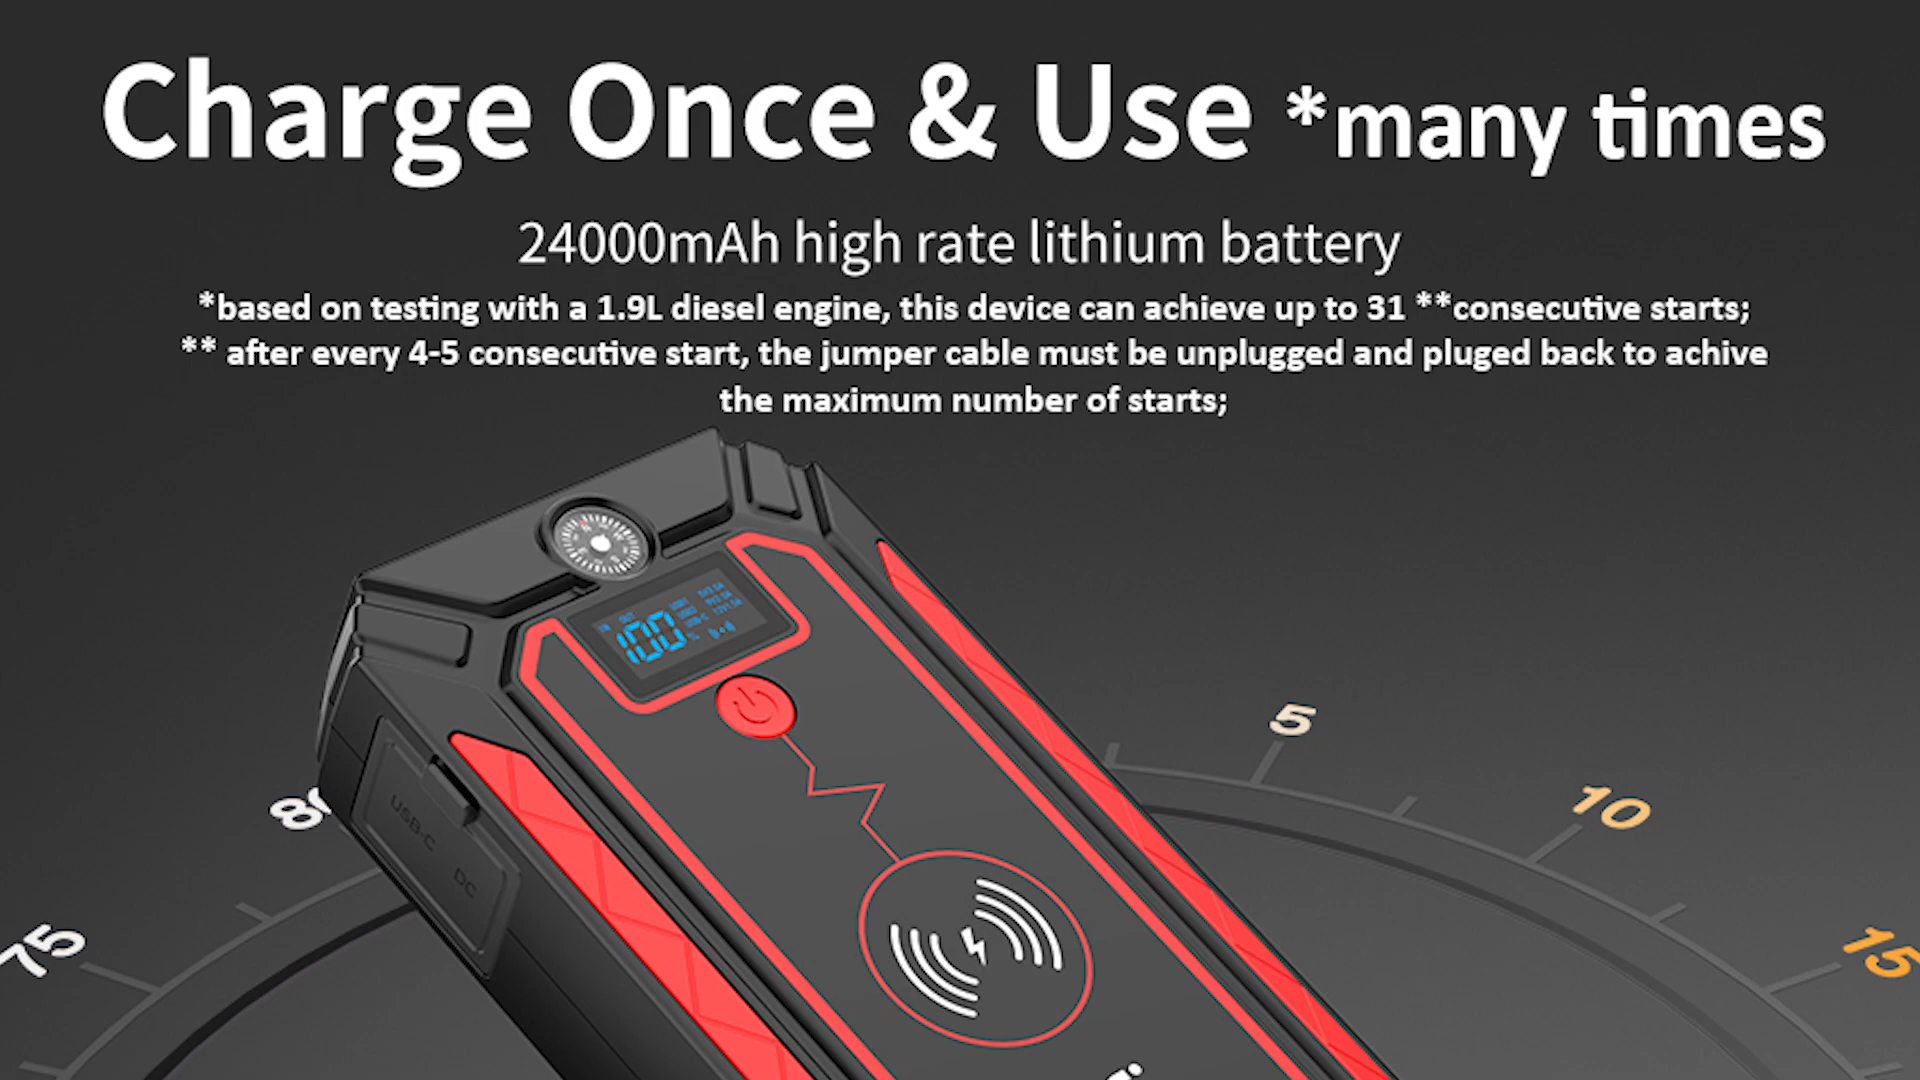 Charge Once & Use *many times
24000mAh high rate lithium battery
*based on testing with a 1.9L diesel engine, this device can achieve up to 31 **consecutive starts;
** after every 4-5 consecutive start, the jumper cable must be unplugged and pluged back to achive
the maximum number of starts;
100
%
5
10
15
75
USB-C
DC